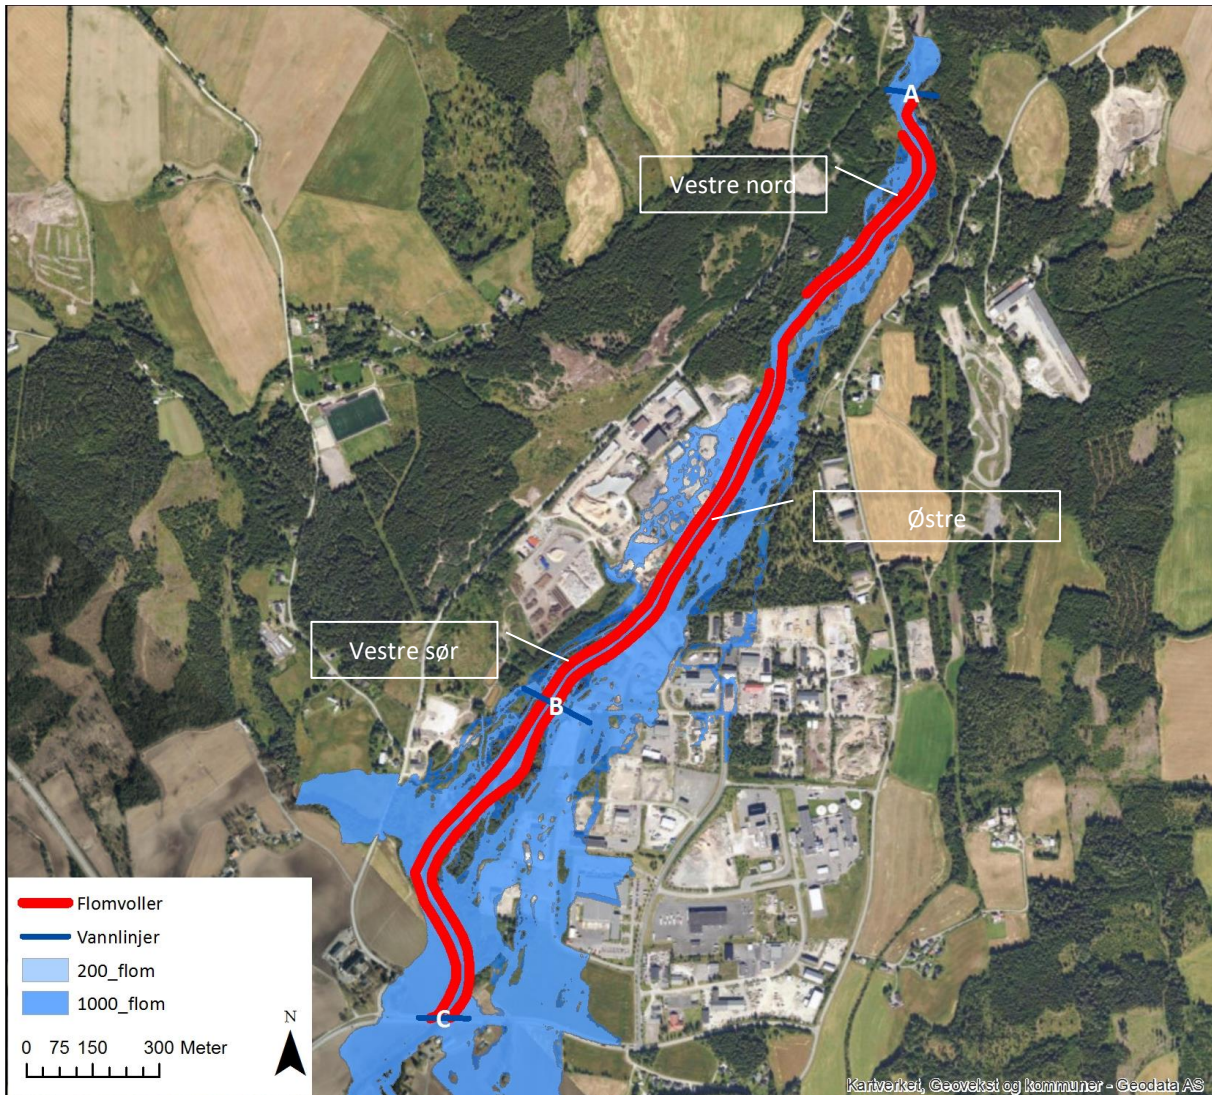 A
Vestre nord
Østre
Vestre sør
B
C
Flomvoller
Vannlinjer
200_flom
1000_flom
N
0 75 150 300 Meter
Kartverket, Geovekst og kommuner - Geodata AS